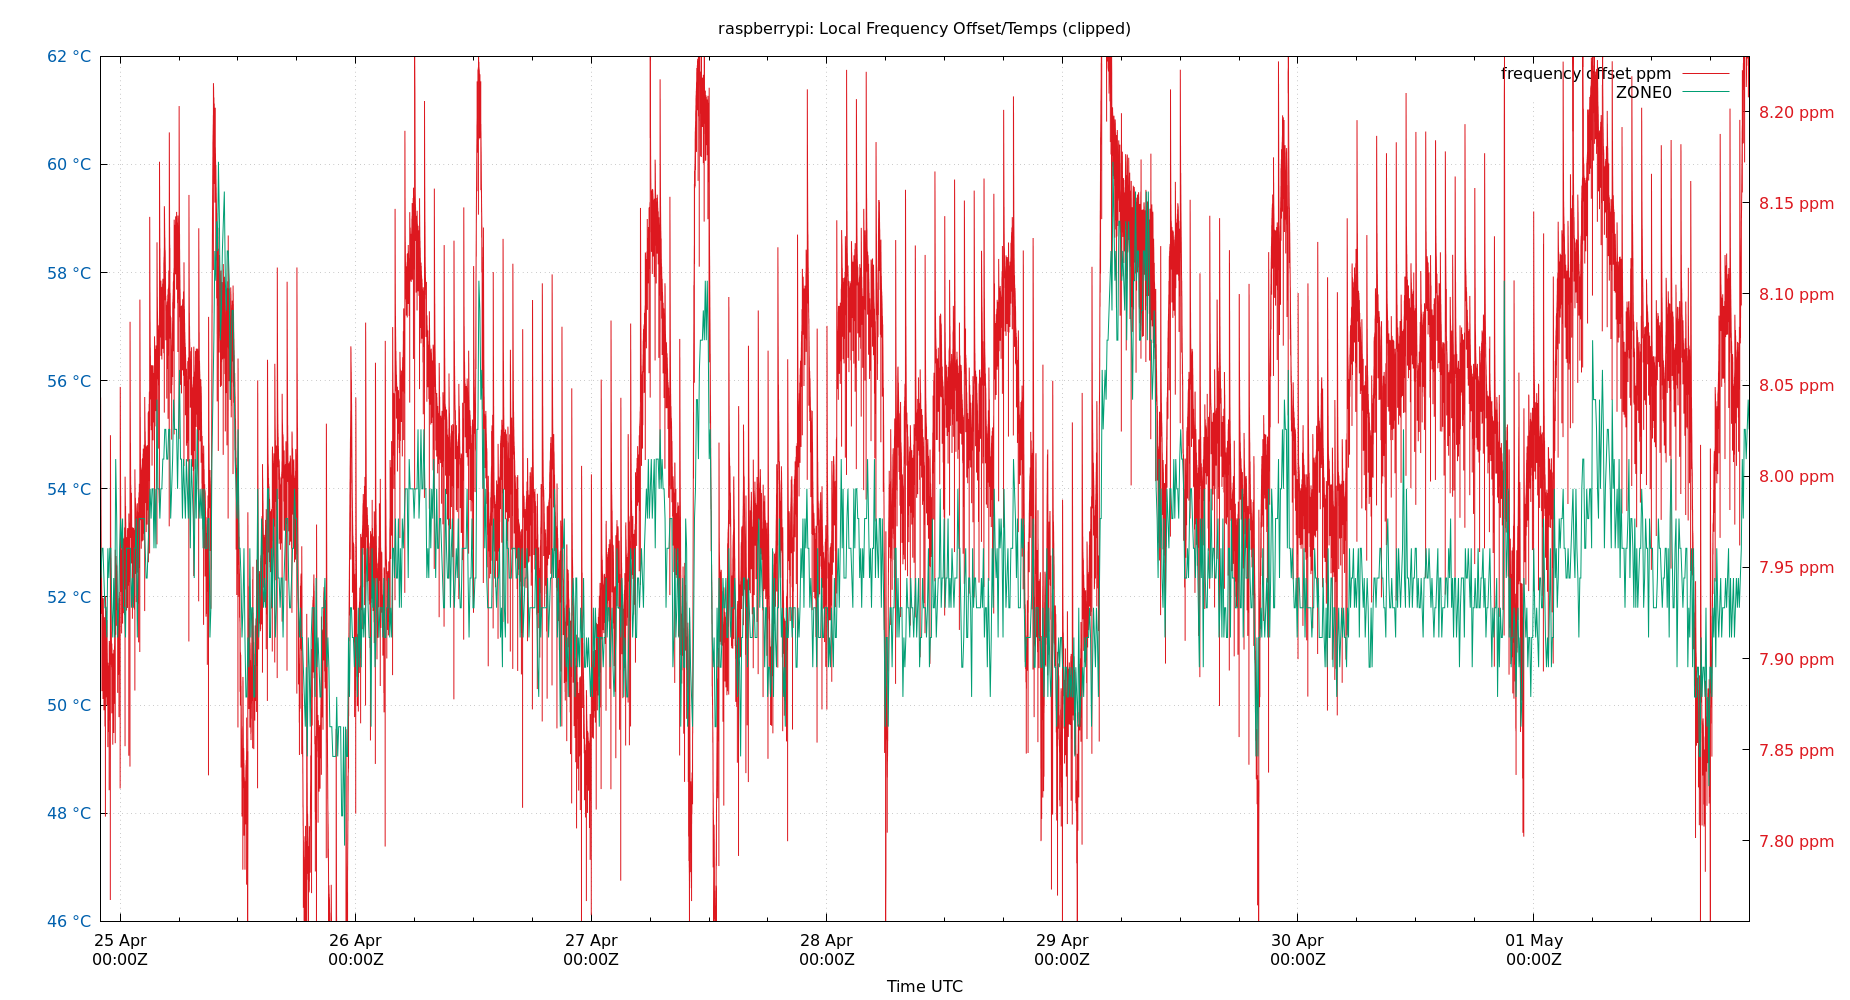 raspberrypi: Local Frequency Offset/Temps (clipped)
62 °C
60 °C
58 °C
56 °C
54 °C
52 °C
50 °C
48 °C
46 °C
frequency offset ppm
ZONE0
8.20 ppm
8.15 ppm
8.10 ppm
8.05 ppm
8.00 ppm
7.95 ppm
7.90 ppm
7.85 ppm
7.80 ppm
25 Apr 26 Apr 27 Apr 28 Apr 29 Apr 30 Apr 01 May
00:00Z 00:00Z 00:00Z 00:00Z 00:00Z 00:00Z 00:00Z
Time UTC